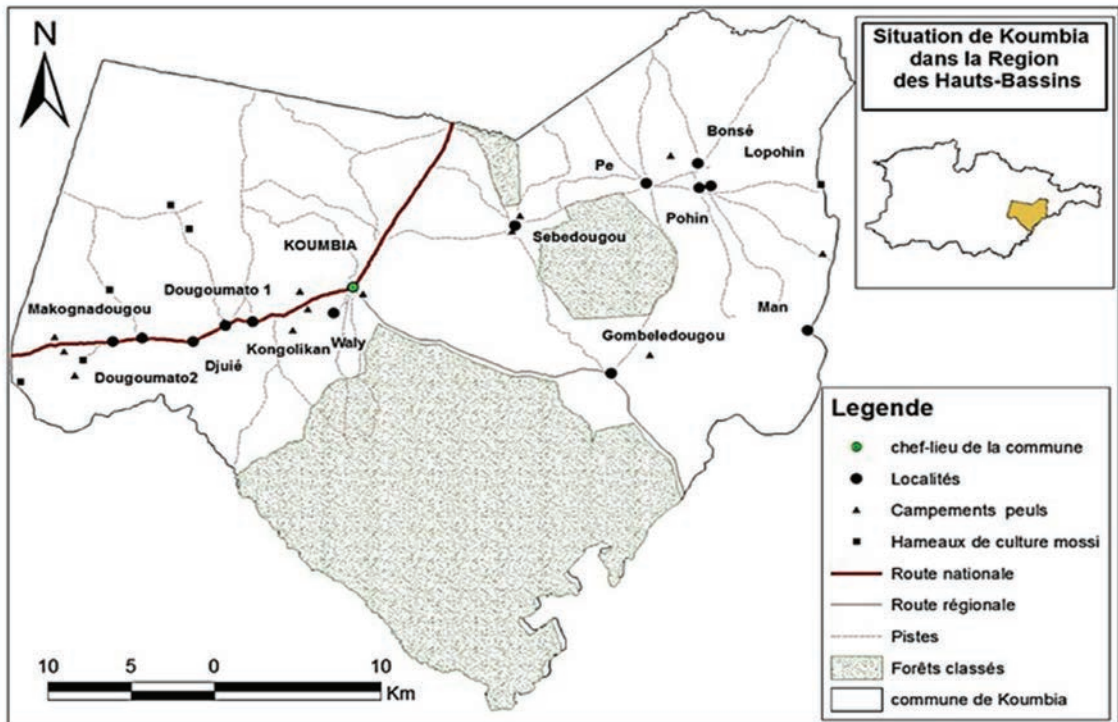 N
Situation de Koumbia
dans la Region
des Hauts-Bassins
Bonsé
Lopohin
Pe
Pohin
Sebedougou
KOUMBIA
Dougoumato 1
Makognadougou
Man
Gombeledougou
Kongolikan
Waly
Djuié
Dougoumato2
Legende
chef-lieu de la commune
Localités
Campements peuls
Hameaux de culture mossi
Route nationale
Route régionale
Pistes
Forêts classés
commune de Koumbia
10 5 0 10
Km